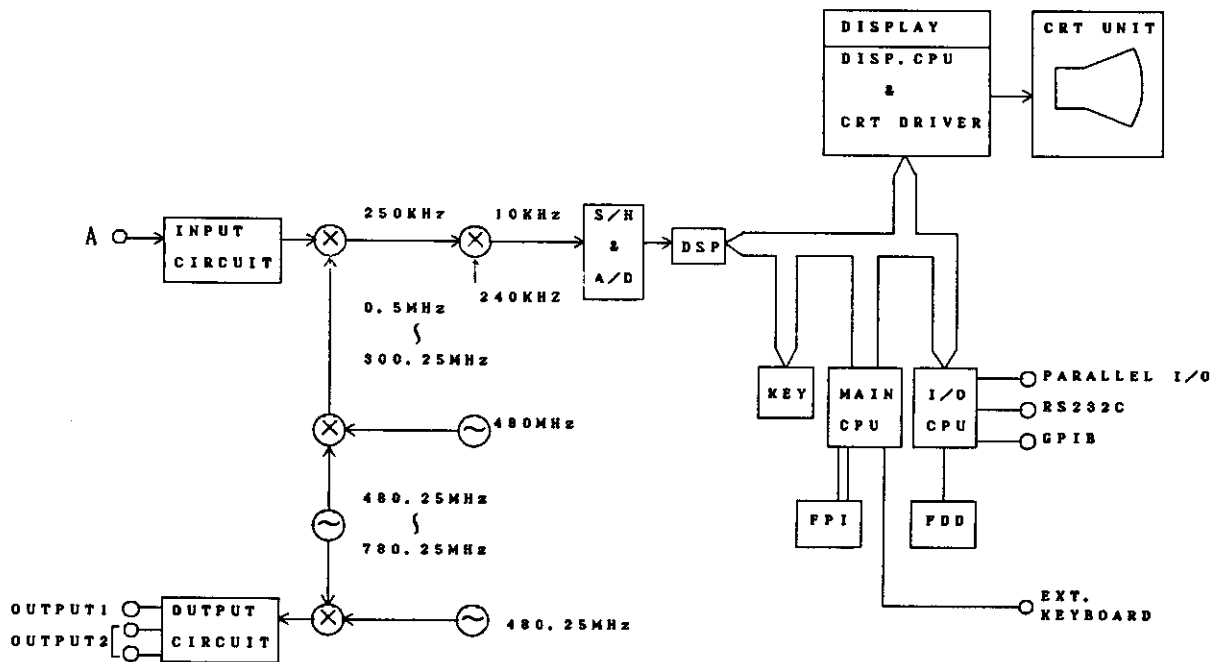 DISPLAY
DISP.CPU
&
CRT DRIVER
CRT UNIT
A
INPUT
CIRCUIT
250KHz
10KHz
240KHZ
S/H
&
A/D
DSP
0.5MHz
300.25MHz
480MHz
480.25MHz
780.25MHz
480.25MHz
OUTPUT1
OUTPUT2
OUTPUT
CIRCUIT
KEY
MAIN
CPU
I/O
CPU
PARALLEL I/O
RS232C
GPIB
FPI
FDD
EXT.
KEYBOARD